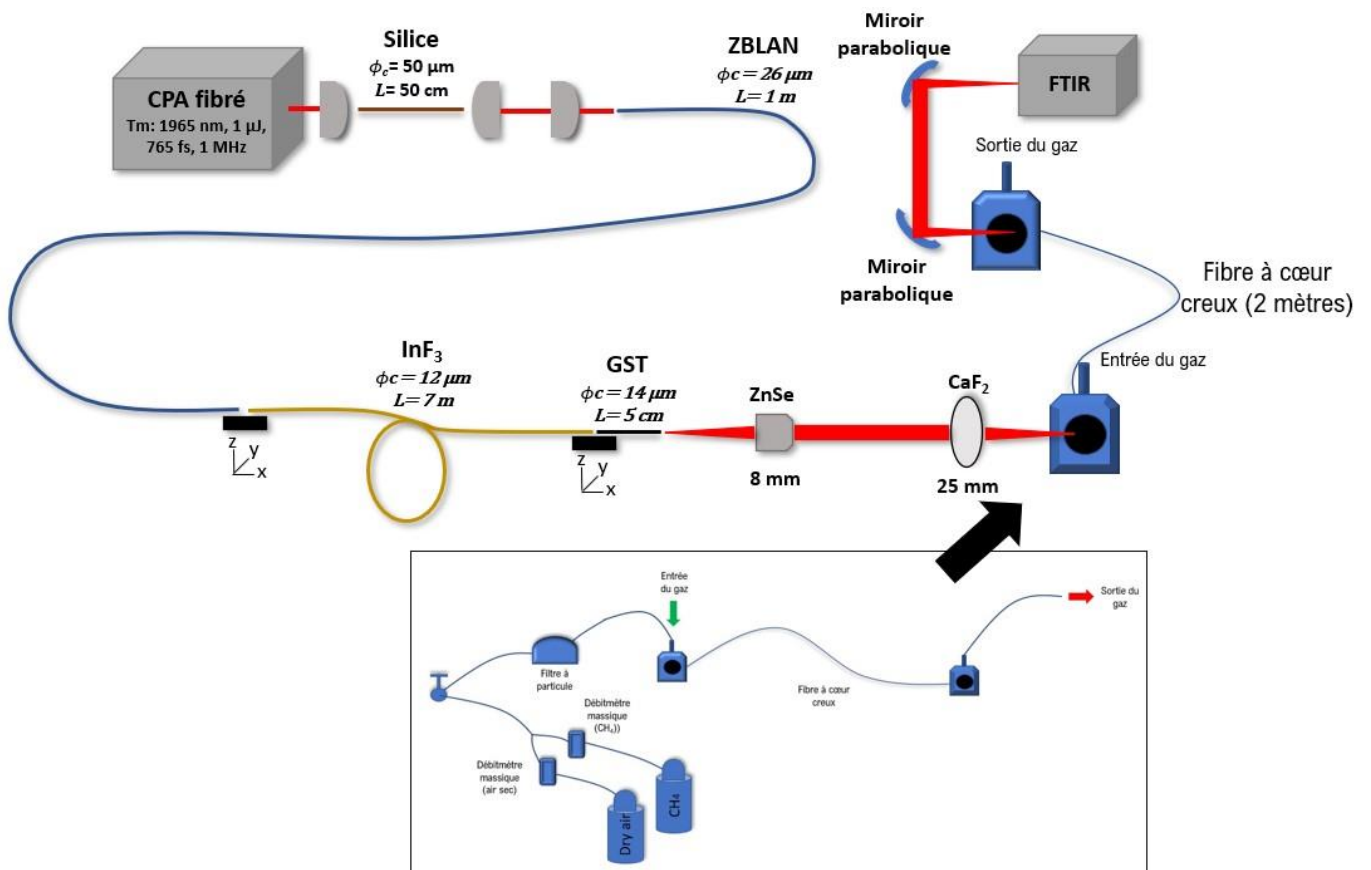 CPA fibré
Tm: 1965 nm, 1 µJ,
765 fs, 1 MHz
Silice
ϕc= 50 µm
L= 50 cm
ZBLAN
ϕc = 26 µm
L= 1 m
Miroir
parabolique
FTIR
Sortie du gaz
Miroir
parabolique
Fibre à cœur
creux (2 mètres)
InF₃
ϕc = 12 µm
L= 7 m
GST
ϕc = 14 µm
L= 5 cm
ZnSe
8 mm
CaF₂
25 mm
Entrée du gaz
z
y
x
z
y
x
Entrée
du gaz
Sortie du
gaz
Filtre à
particule
Fibre à cœur
creux
Débitmètre
massique
(CH₄))
Débitmètre
massique
(air sec)
Dry air
CH₄